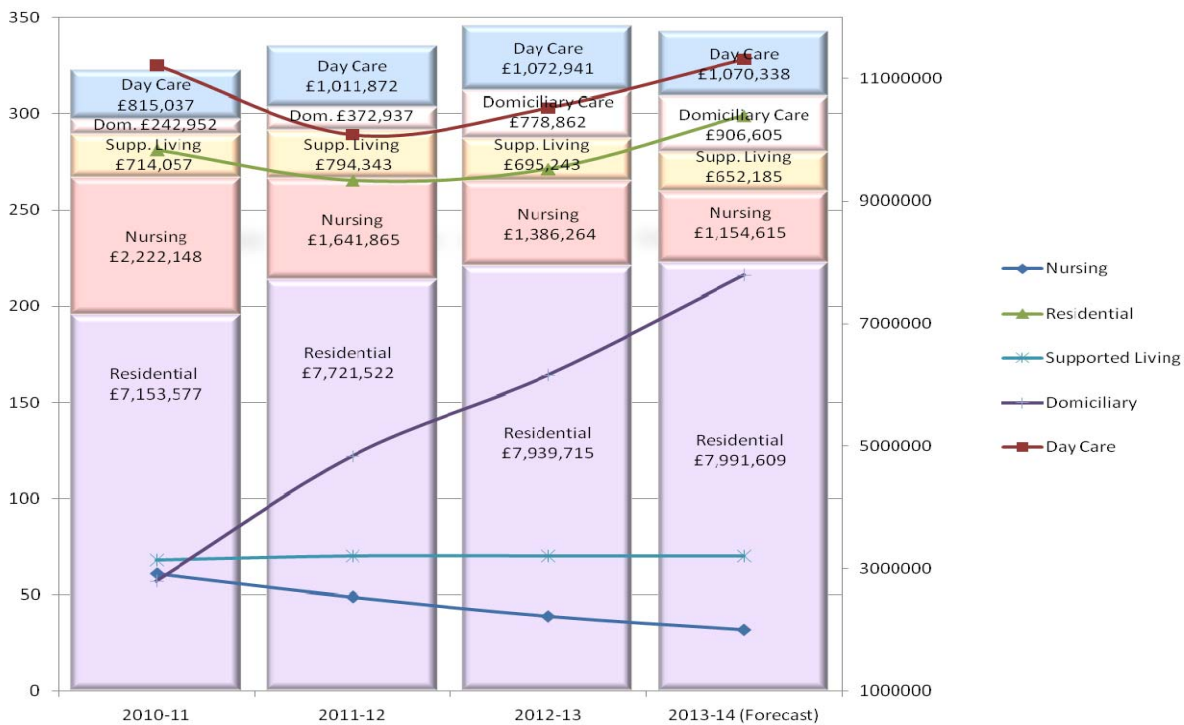 350
300
250
200
150
100
50
0
Day Care
£815,037
Dom. £242,952
Supp. Living
£714,057
Nursing
£2,222,148
Residential
£7,153,577
Day Care
£1,011,872
Dom. £372,937
Supp. Living
£794,343
Nursing
£1,641,865
Residential
£7,721,522
Day Care
£1,072,941
Domiciliary Care
£778,862
Supp. Living
£695,243
Nursing
£1,386,264
Residential
£7,939,715
Day Care
£1,070,338
Domiciliary Care
£906,605
Supp. Living
£652,185
Nursing
£1,154,615
Residential
£7,991,609
11000000
9000000
7000000
5000000
3000000
1000000
2010-11
2011-12
2012-13
2013-14 (Forecast)
Nursing
Residential
Supported Living
Domiciliary
Day Care